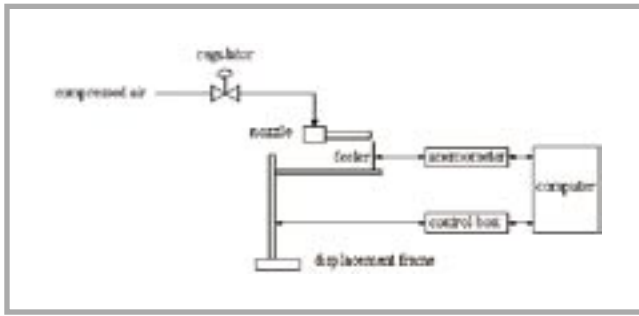 regulator
compressed air
nozzle
feeler
anemometer
computer
control box
displacement frame